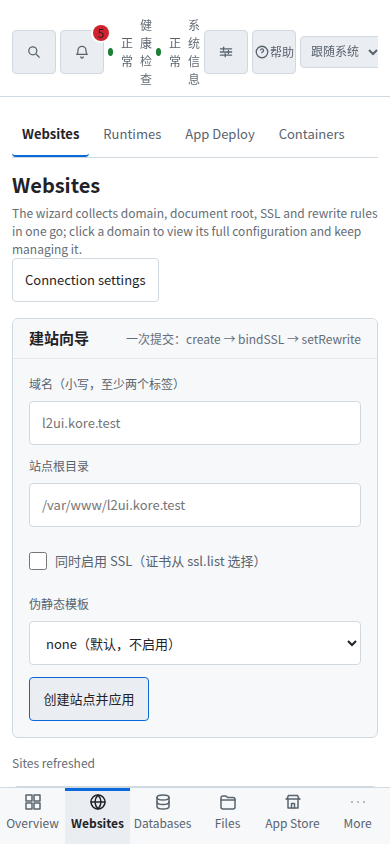 5
正常
健康检查
正常
系统信息
帮助
跟随系统
Websites
Runtimes
App Deploy
Containers
Websites
The wizard collects domain, document root, SSL and rewrite rules
in one go; click a domain to view its full configuration and keep
managing it.
Connection settings
建站向导
一次提交：create → bindSSL → setRewrite
域名（小写，至少两个标签）
l2ui.kore.test
站点根目录
/var/www/l2ui.kore.test
同时启用 SSL（证书从 ssl.list 选择）
伪静态模板
none（默认，不启用）
创建站点并应用
Sites refreshed
Overview
Websites
Databases
Files
App Store
More